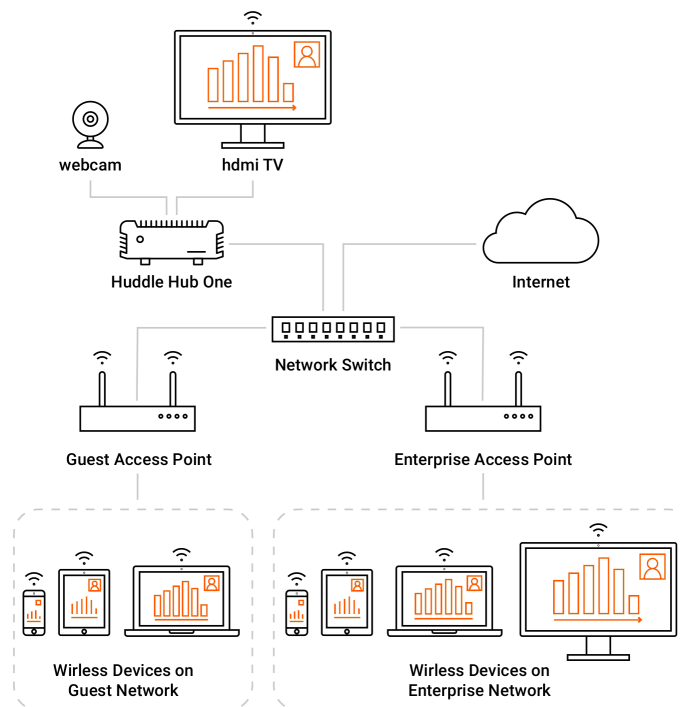 webcam
hdmi TV
Huddle Hub One
Internet
Network Switch
Guest Access Point
Enterprise Access Point
Wirless Devices on
Guest Network
Wirless Devices on
Enterprise Network